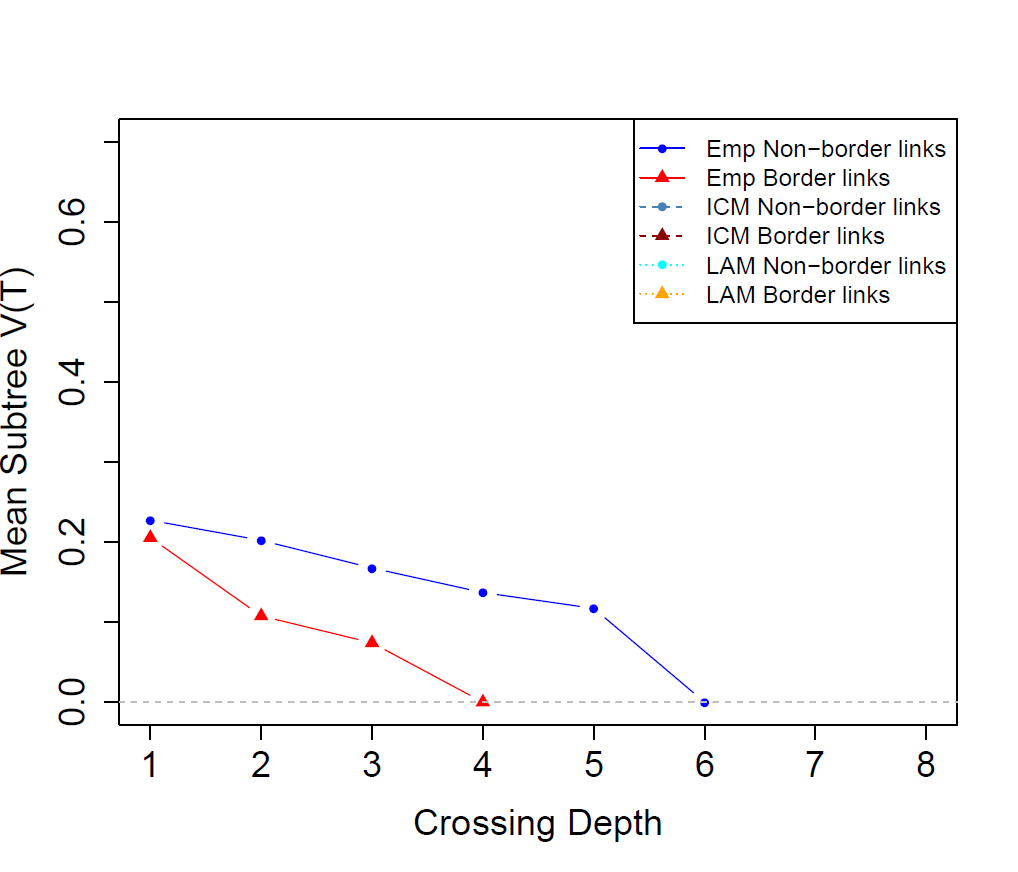 Emp Non−border links
Emp Border links
ICM Non−border links
ICM Border links
LAM Non−border links
LAM Border links
Mean Subtree V(T)
0.6
0.4
0.2
0.0
1 2 3 4 5 6 7 8
Crossing Depth